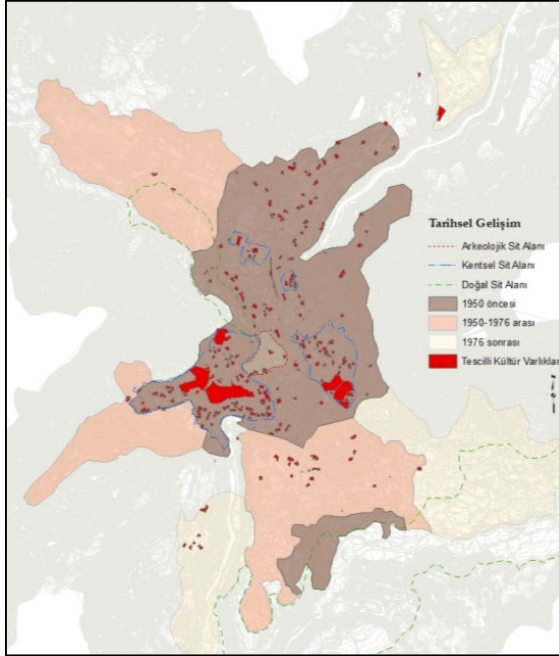 Tarihsel Gelişim
Arkeolojik Sit Alanı
Kentsel Sit Alanı
Doğal Sit Alanı
1950 öncesi
1950-1976 arası
1976 sonrası
Tescilli Kültür Varlıklar